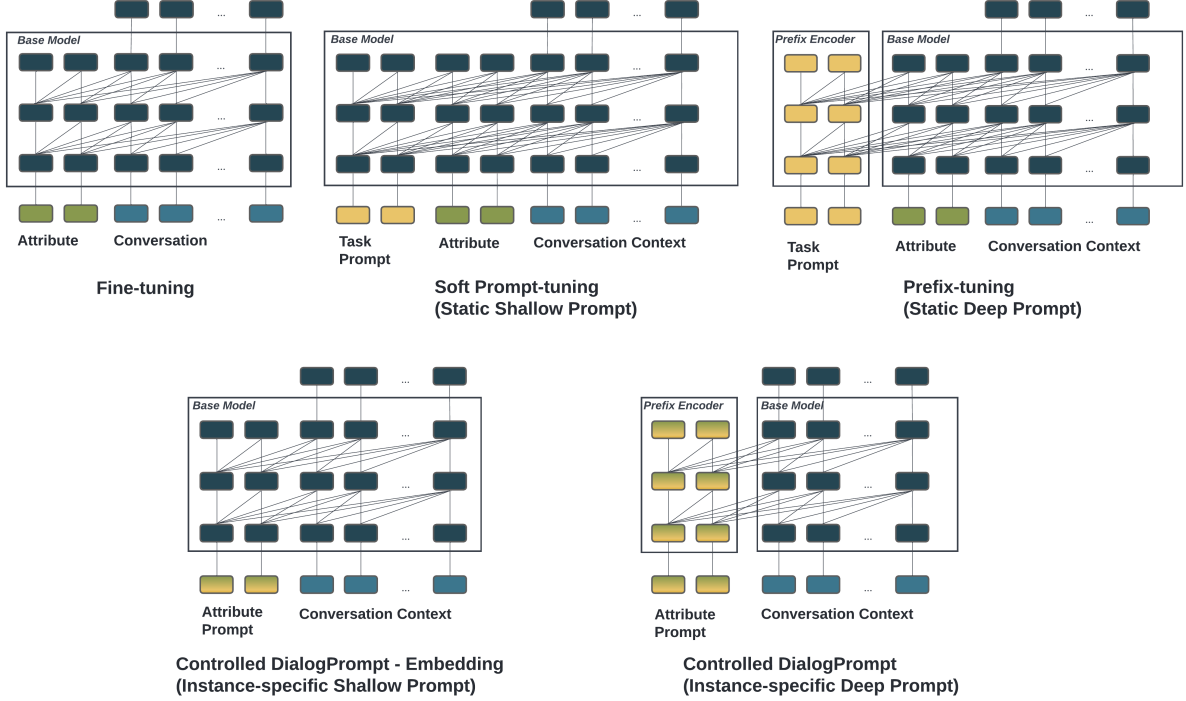 Base Model
...
...
...
...
...
Attribute
Conversation
Fine-tuning
Base Model
...
...
...
...
...
Task
Prompt
Attribute
Conversation Context
Soft Prompt-tuning
(Static Shallow Prompt)
Prefix Encoder
Base Model
...
...
...
...
...
Task
Prompt
Attribute
Conversation Context
Prefix-tuning
(Static Deep Prompt)
Base Model
...
...
...
...
...
Attribute
Prompt
Conversation Context
Controlled DialogPrompt - Embedding
(Instance-specific Shallow Prompt)
Prefix Encoder
Base Model
...
...
...
...
...
Attribute
Prompt
Conversation Context
Controlled DialogPrompt
(Instance-specific Deep Prompt)